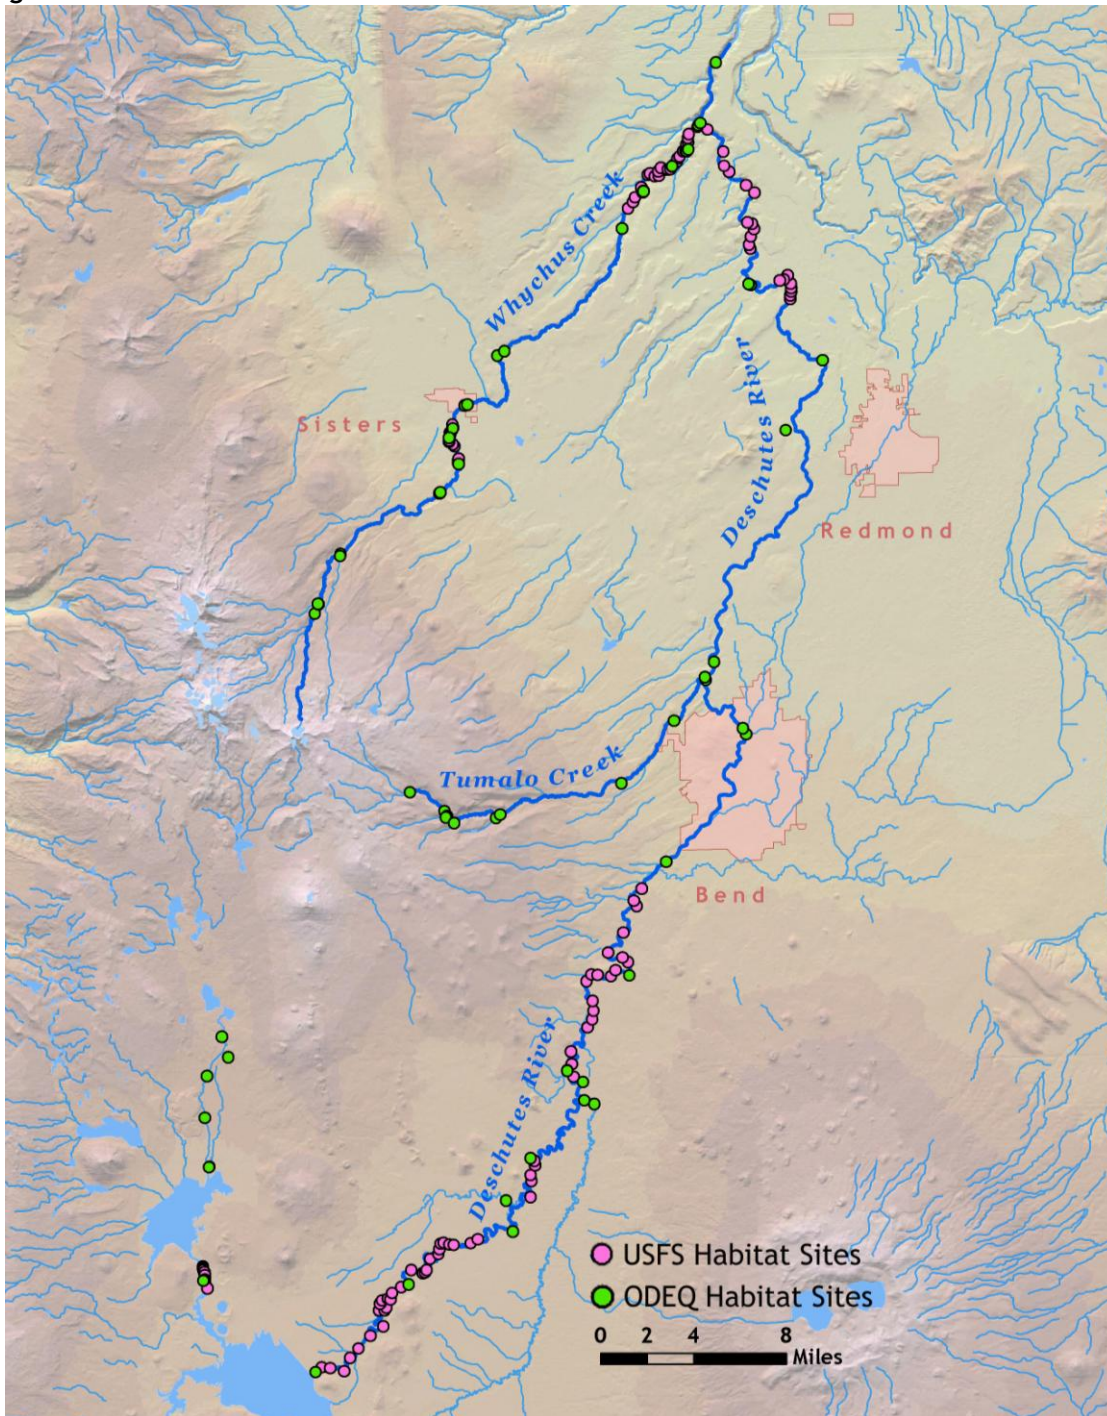 Whychus Creek
Sisters
Deschutes River
Redmond
Tumalo Creek
Bend
Deschutes River
USFS Habitat Sites
ODEQ Habitat Sites
0 2 4 8
Miles